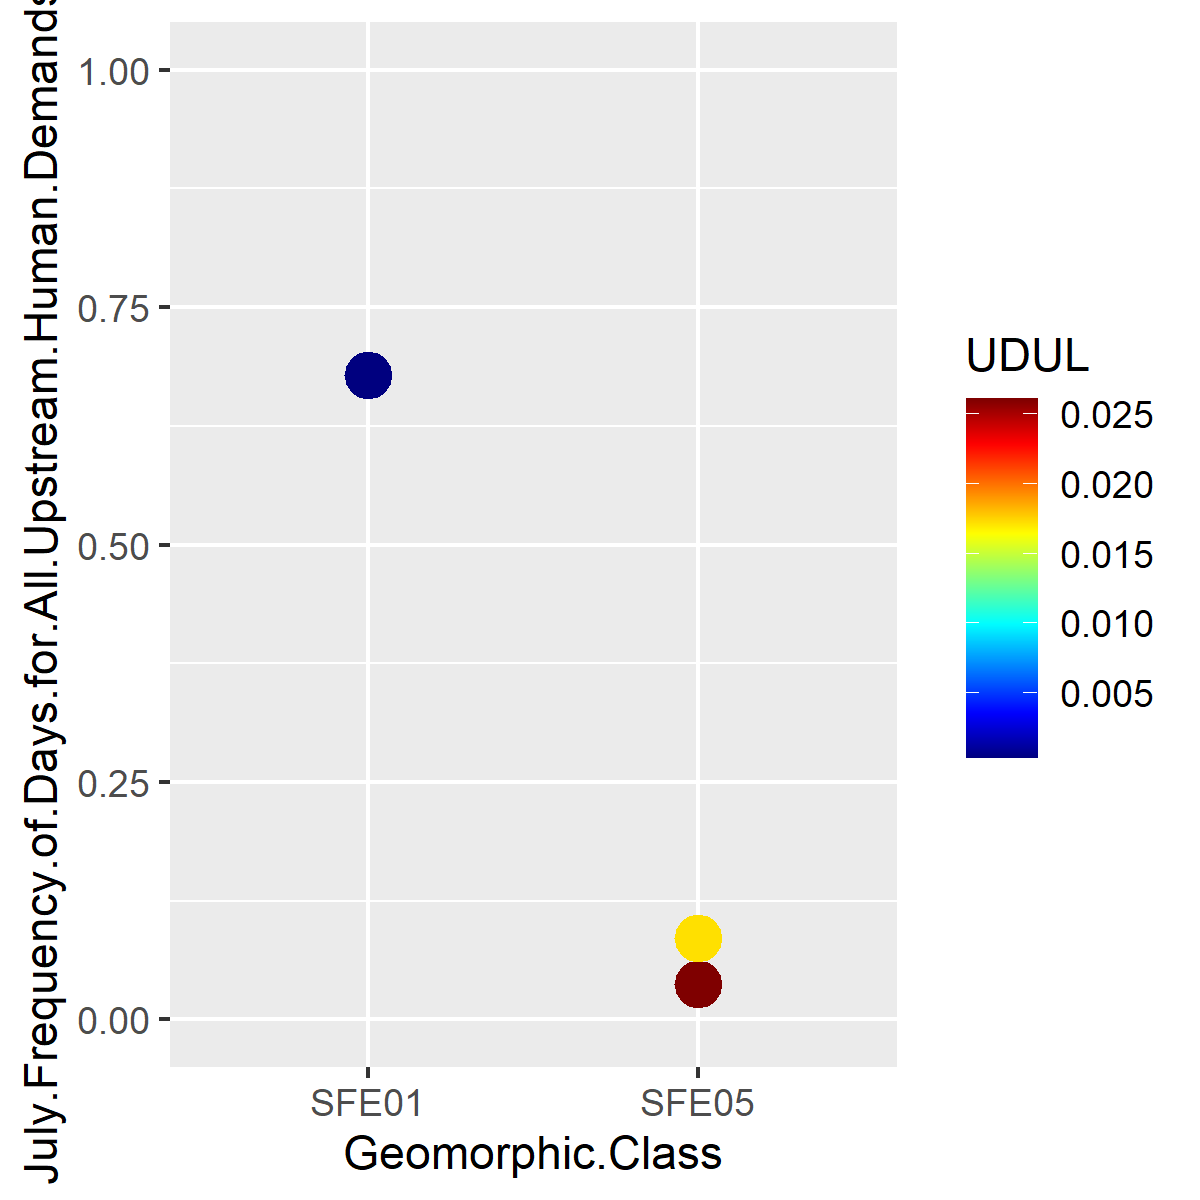 July.Frequency.of.Days.for.All.Upstream.Human.Demands
1.00
0.75
0.50
0.25
0.00
SFE01 SFE05
Geomorphic.Class
UDUL
0.025
0.020
0.015
0.010
0.005